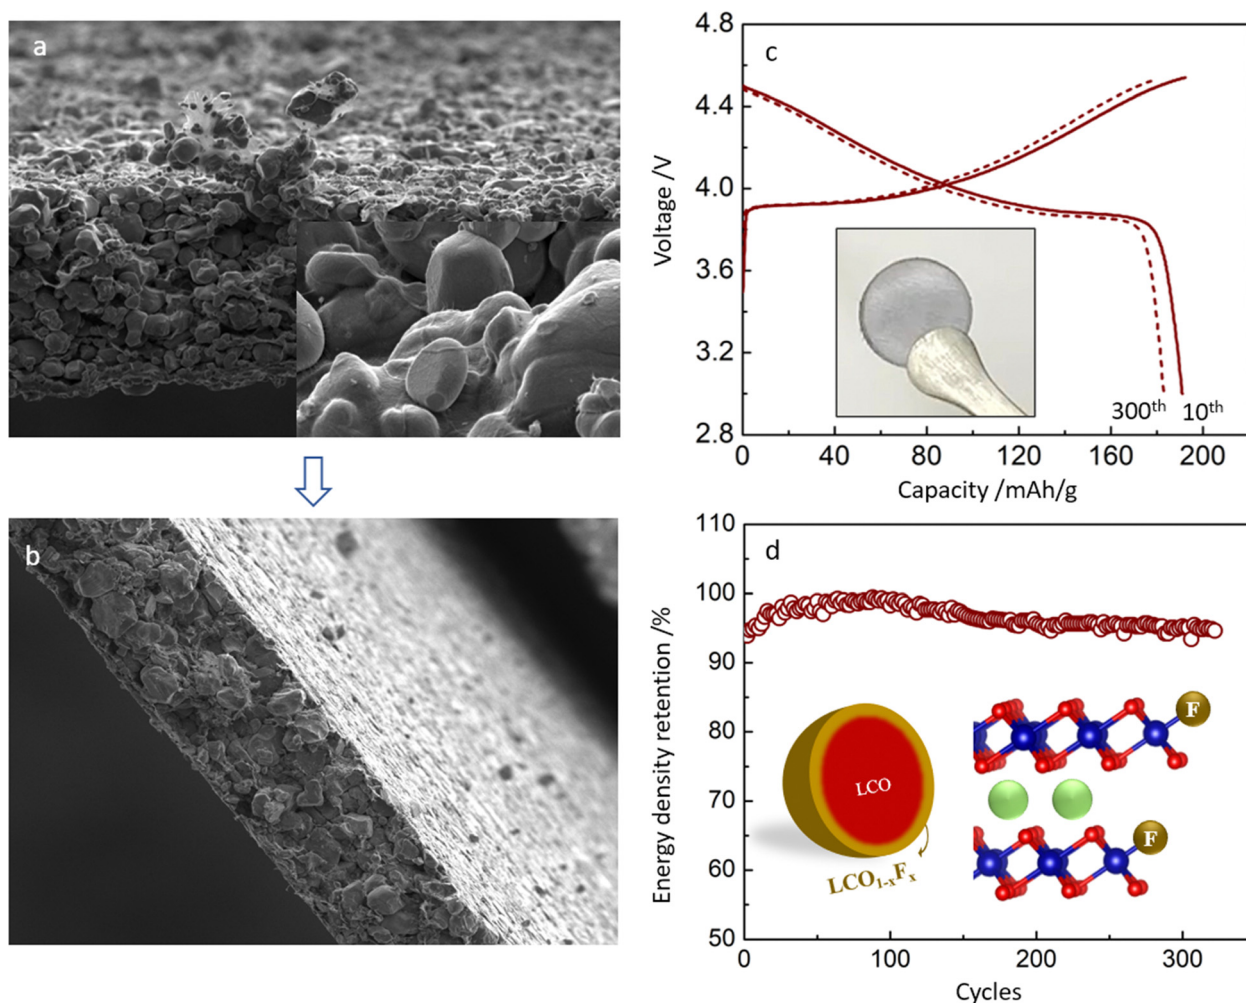 a
b
c
4.8
4.4
4.0
3.6
3.2
2.8
Voltage /V
300th 10th
0 40 80 120 160 200
Capacity /mAh/g
d
110
100
90
80
70
60
50
Energy density retention /%
F
LCO
F
LCO1-xFx
0 100 200 300
Cycles